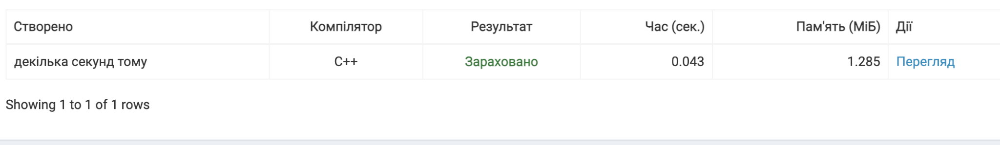 Створено Компілятор Результат Час (сек.) Пам'ять (МіБ) Дії
декілька секунд тому C++ Зараховано 0.043 1.285 Перегляд
Showing 1 to 1 of 1 rows